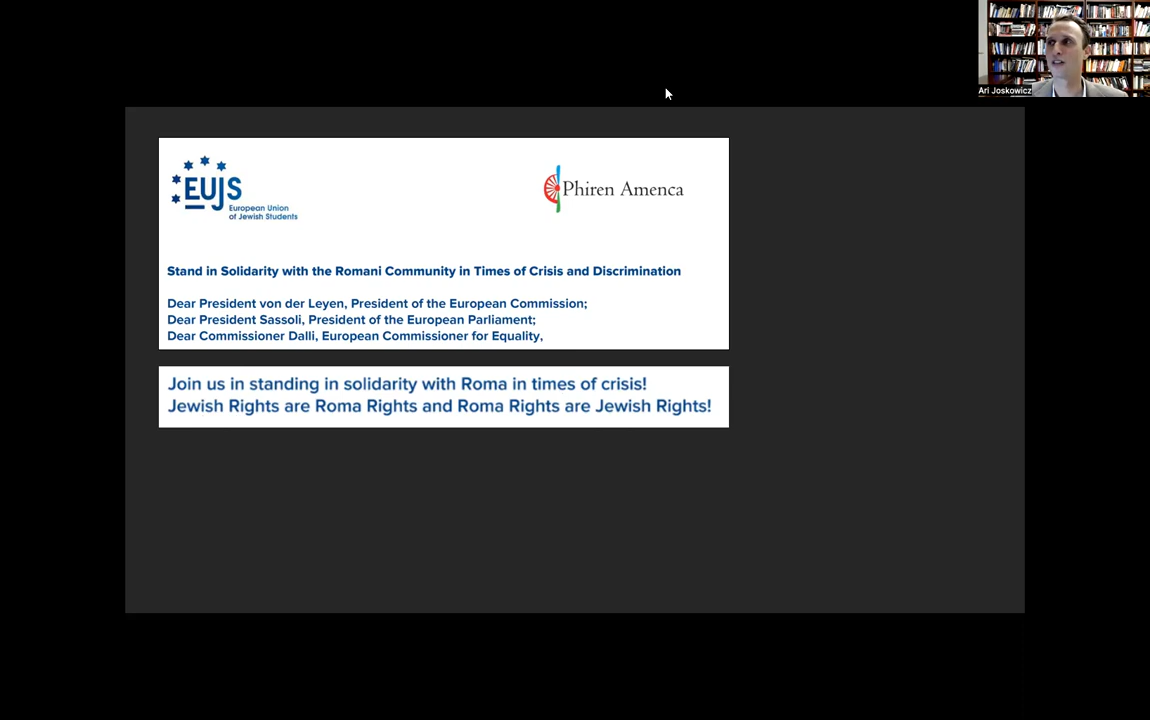 Ari Joskowicz
EUJS
European Union
of Jewish Students
Phiren Amenca
Stand in Solidarity with the Romani Community in Times of Crisis and Discrimination
Dear President von der Leyen, President of the European Commission;
Dear President Sassoli, President of the European Parliament;
Dear Commissioner Dalli, European Commissioner for Equality,
Join us in standing in solidarity with Roma in times of crisis!
Jewish Rights are Roma Rights and Roma Rights are Jewish Rights!